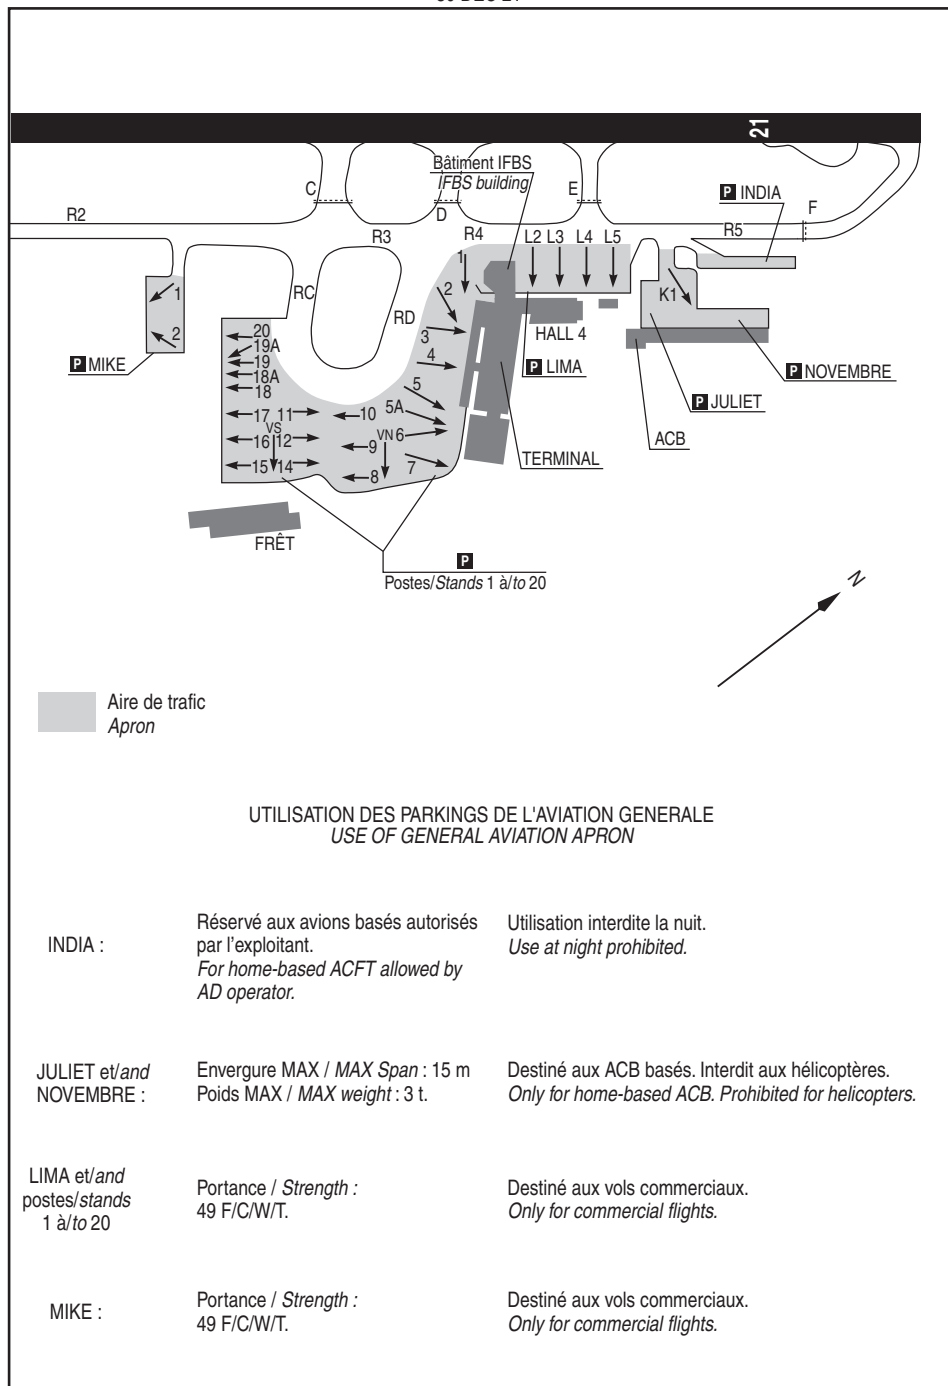 21
Bâtiment IFBS
IFBS building
C
D
E
F
P INDIA
R2
R3
R4
L2 L3 L4 L5
R5
1
2
RC
RD
1
2
3
4
5
5A
6
7
K1
HALL 4
P MIKE
P LIMA
P NOVEMBRE
P JULIET
ACB
TERMINAL
20
19A
19
18A
18
17 11
10
VS
16 12
9
VN
15 14
8
FRÊT
P
Postes/Stands 1 à/to 20
N
Aire de trafic
Apron
UTILISATION DES PARKINGS DE L'AVIATION GENERALE
USE OF GENERAL AVIATION APRON
INDIA :
Réservé aux avions basés autorisés
par l'exploitant.
For home-based ACFT allowed by
AD operator.
Utilisation interdite la nuit.
Use at night prohibited.
JULIET et/and
NOVEMBRE :
Envergure MAX / MAX Span : 15 m
Poids MAX / MAX weight : 3 t.
Destiné aux ACB basés. Interdit aux hélicoptères.
Only for home-based ACB. Prohibited for helicopters.
LIMA et/and
postes/stands
1 à/to 20
Portance / Strength :
49 F/C/W/T.
Destiné aux vols commerciaux.
Only for commercial flights.
MIKE :
Portance / Strength :
49 F/C/W/T.
Destiné aux vols commerciaux.
Only for commercial flights.